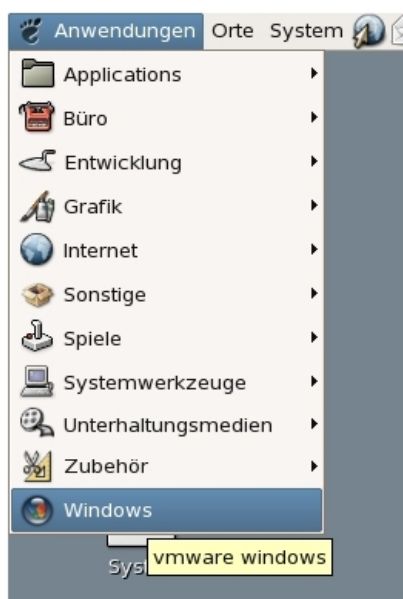 Anwendungen Orte System
Applications
Büro
Entwicklung
Grafik
Internet
Sonstige
Spiele
Systemwerkzeuge
Unterhaltungsmedien
Zubehör
Windows
vmware windows